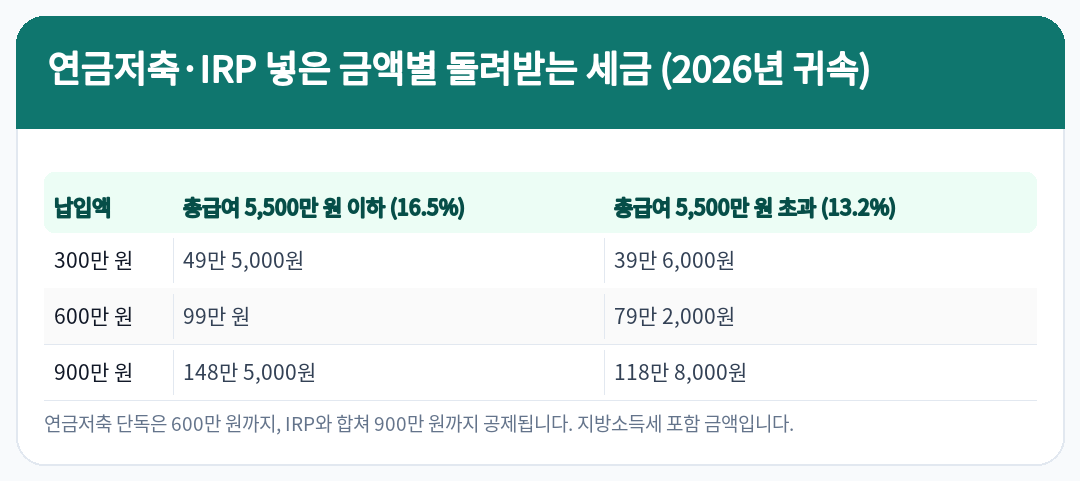 연금저축·IRP 넣은 금액별 돌려받는 세금 (2026년 귀속)
납입액 총급여 5,500만 원 이하 (16.5%) 총급여 5,500만 원 초과 (13.2%)
300만 원 49만 5,000원 39만 6,000원
600만 원 99만 원 79만 2,000원
900만 원 148만 5,000원 118만 8,000원
연금저축 단독은 600만 원까지, IRP와 합쳐 900만 원까지 공제됩니다. 지방소득세 포함 금액입니다.